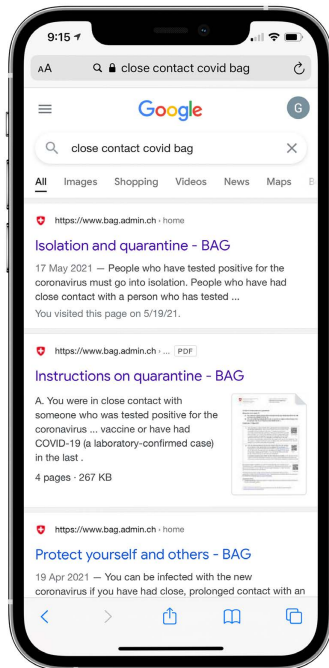 9:15
AA close contact covid bag
Google
G
close contact covid bag
All Images Shopping Videos News Maps
https://www.bag.admin.ch › home
Isolation and quarantine - BAG
17 May 2021 — People who have tested positive for the
coronavirus must go into isolation. People who have had
close contact with a person who has tested ...
You visited this page on 5/19/21.
https://www.bag.admin.ch › ... PDF
Instructions on quarantine - BAG
A. You were in close contact with
someone who was tested positive for the
coronavirus ... vaccine or have had
COVID-19 (a laboratory-confirmed case)
in the last .
4 pages · 267 KB
https://www.bag.admin.ch › home
Protect yourself and others - BAG
19 Apr 2021 — You can be infected with the new
coronavirus if you have had close, prolonged contact with an